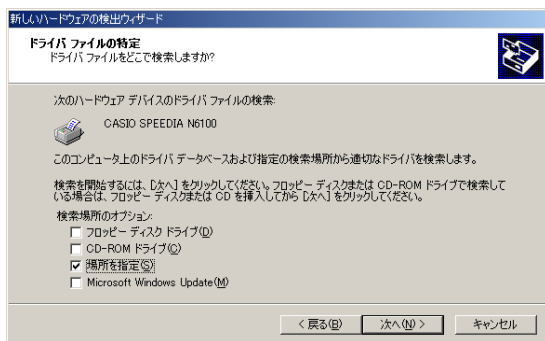 新しいハードウェアの検出ウィザード
ドライバ ファイルの特定
ドライバ ファイルをどこで検索しますか?
次のハードウェア デバイスのドライバ ファイルの検索:
CASIO SPEEDIA N6100
このコンピュータ上のドライバ データベースおよび指定の検索場所から適切なドライバを検索します。
検索を開始するには、[次へ] をクリックしてください。フロッピー ディスクまたは CD-ROM ドライブで検索して
いる場合は、フロッピー ディスクまたは CD を挿入してから [次へ] をクリックしてください。
検索場所のオプション:
フロッピー ディスク ドライブ(D)
CD-ROM ドライブ(C)
場所を指定(S)
Microsoft Windows Update(M)
< 戻る(B) 次へ(N) > キャンセル